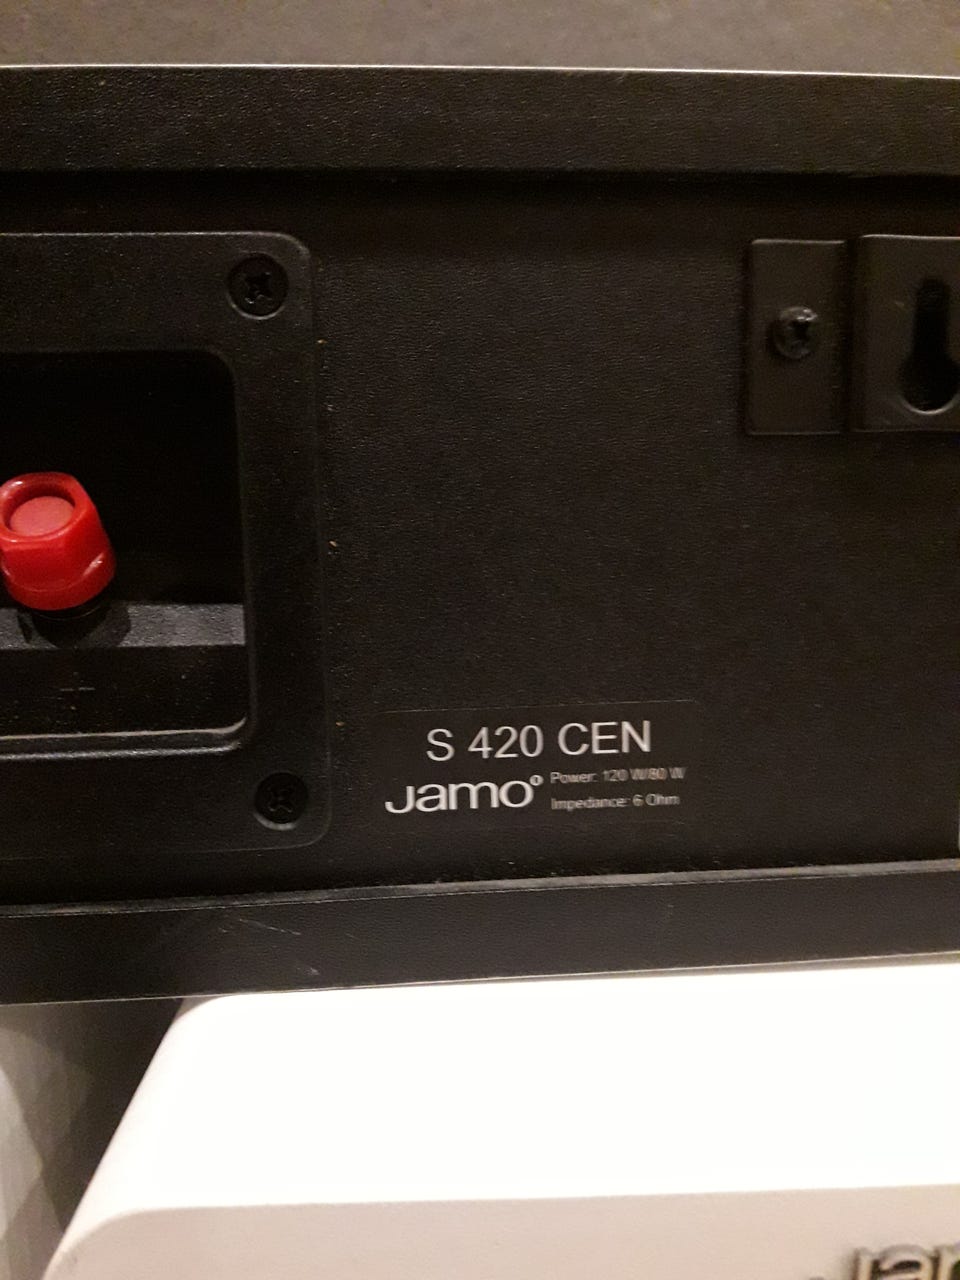 S 420 CEN
Jamo
Power: 120 W/80 W
Impedance: 6 Ohm